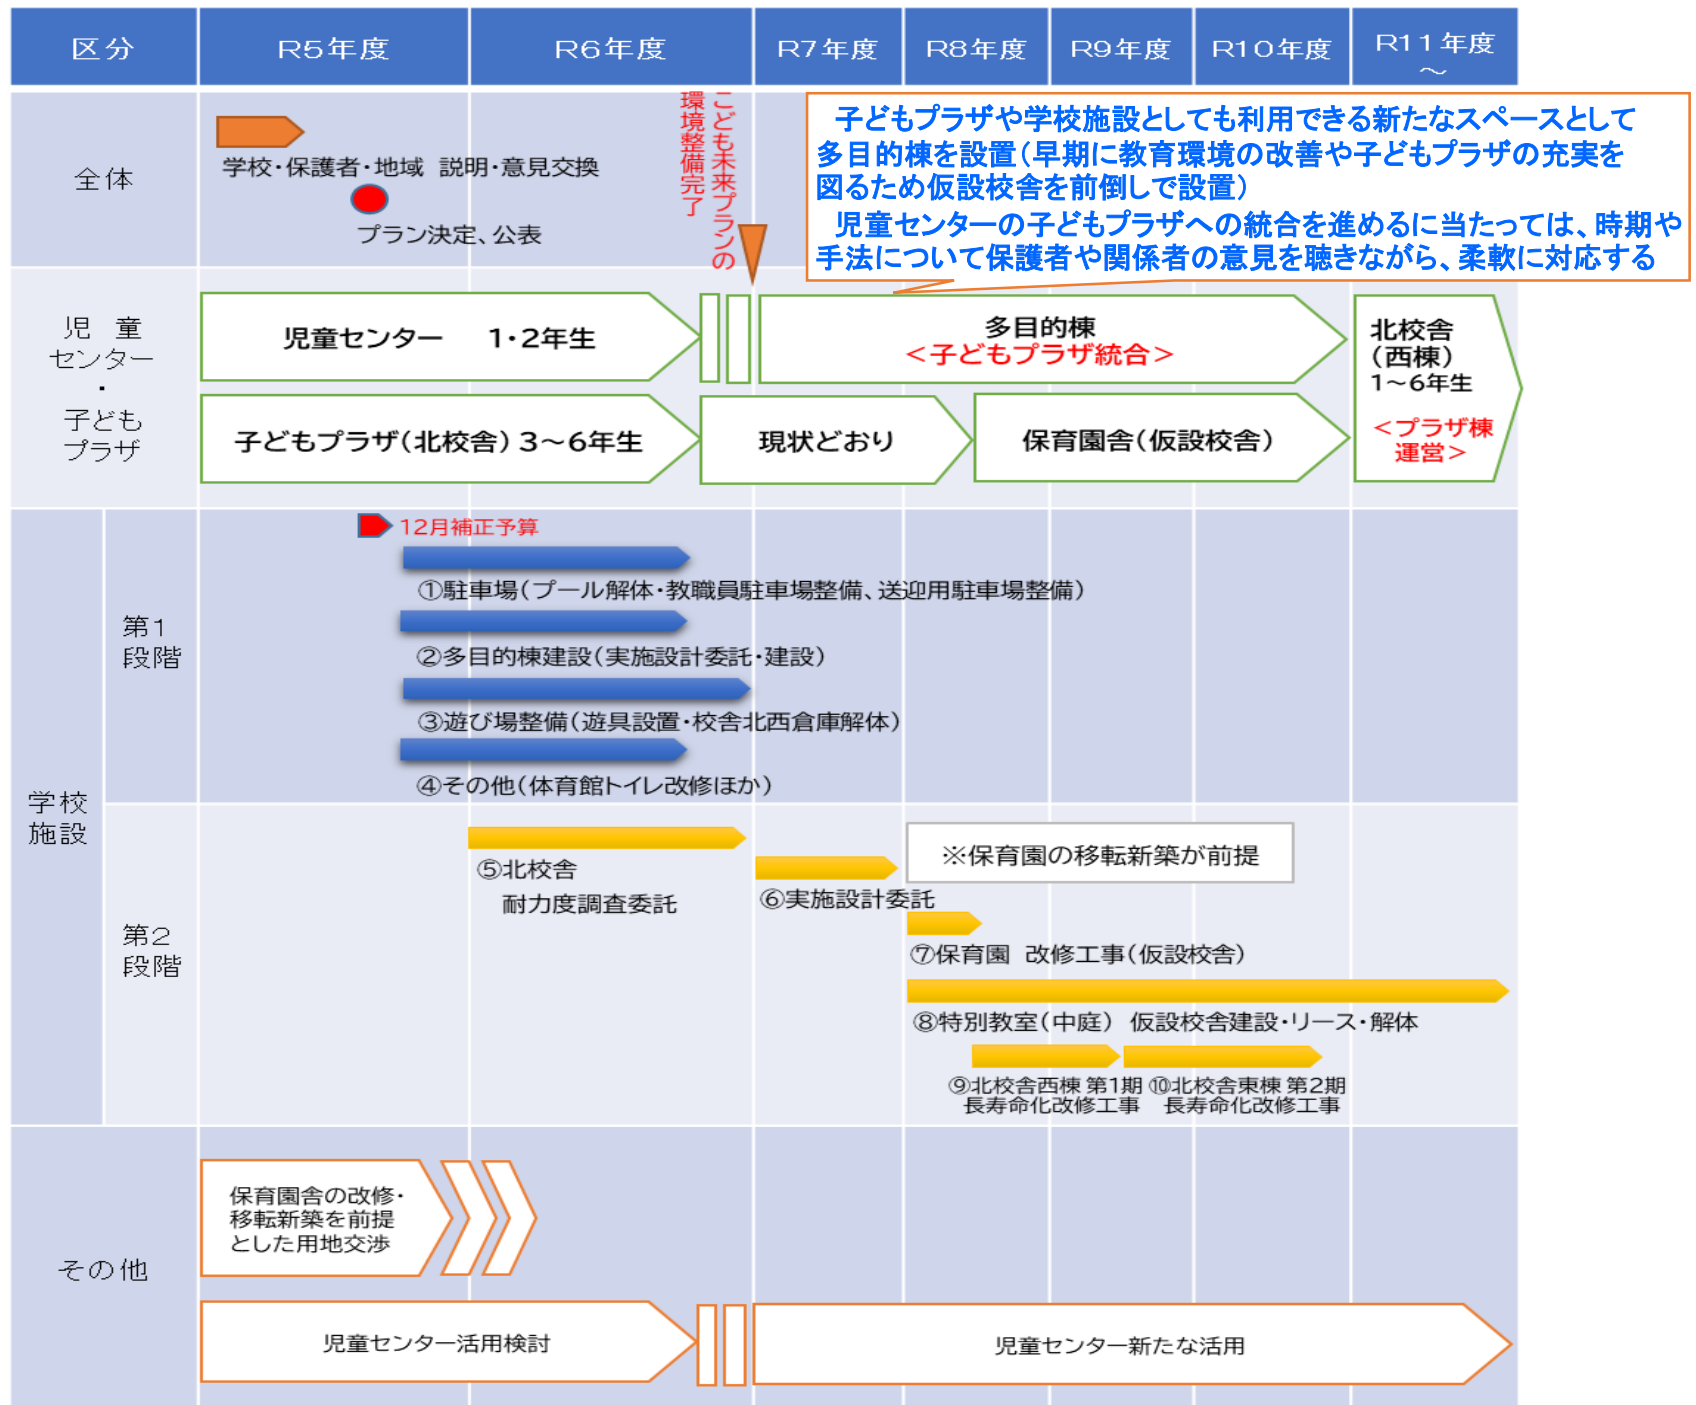 区分
R5年度
R6年度
R7年度
R8年度
R9年度
R10年度
R11年度
～
全体
学校・保護者・地域 説明・意見交換
プラン決定、公表
こども未来プランの
環境整備完了
子どもプラザや学校施設としても利用できる新たなスペースとして
多目的棟を設置(早期に教育環境の改善や子どもプラザの充実を
図るため仮設校舎を前倒しで設置)
児童センターの子どもプラザへの統合を進めるに当たっては、時期や
手法について保護者や関係者の意見を聴きながら、柔軟に対応する
児 童
センター
・
子ども
プラザ
児童センター 1・2年生
多目的棟
<子どもプラザ統合>
子どもプラザ(北校舎) 3～6年生
現状どおり
保育園舎(仮設校舎)
北校舎
(西棟)
1～6年生
<プラザ棟
運営>
学校
施設
第1
段階
12月補正予算
①駐車場(プール解体・教職員駐車場整備、送迎用駐車場整備)
②多目的棟建設(実施設計委託・建設)
③遊び場整備(遊具設置・校舎北西倉庫解体)
④その他(体育館トイレ改修ほか)
第2
段階
⑤北校舎
耐力度調査委託
⑥実施設計委託
※保育園の移転新築が前提
⑦保育園 改修工事(仮設校舎)
⑧特別教室(中庭) 仮設校舎建設・リース・解体
⑨北校舎西棟 第1期
長寿命化改修工事
⑩北校舎東棟 第2期
長寿命化改修工事
その他
保育園舎の改修・
移転新築を前提
とした用地交渉
児童センター活用検討
児童センター新たな活用